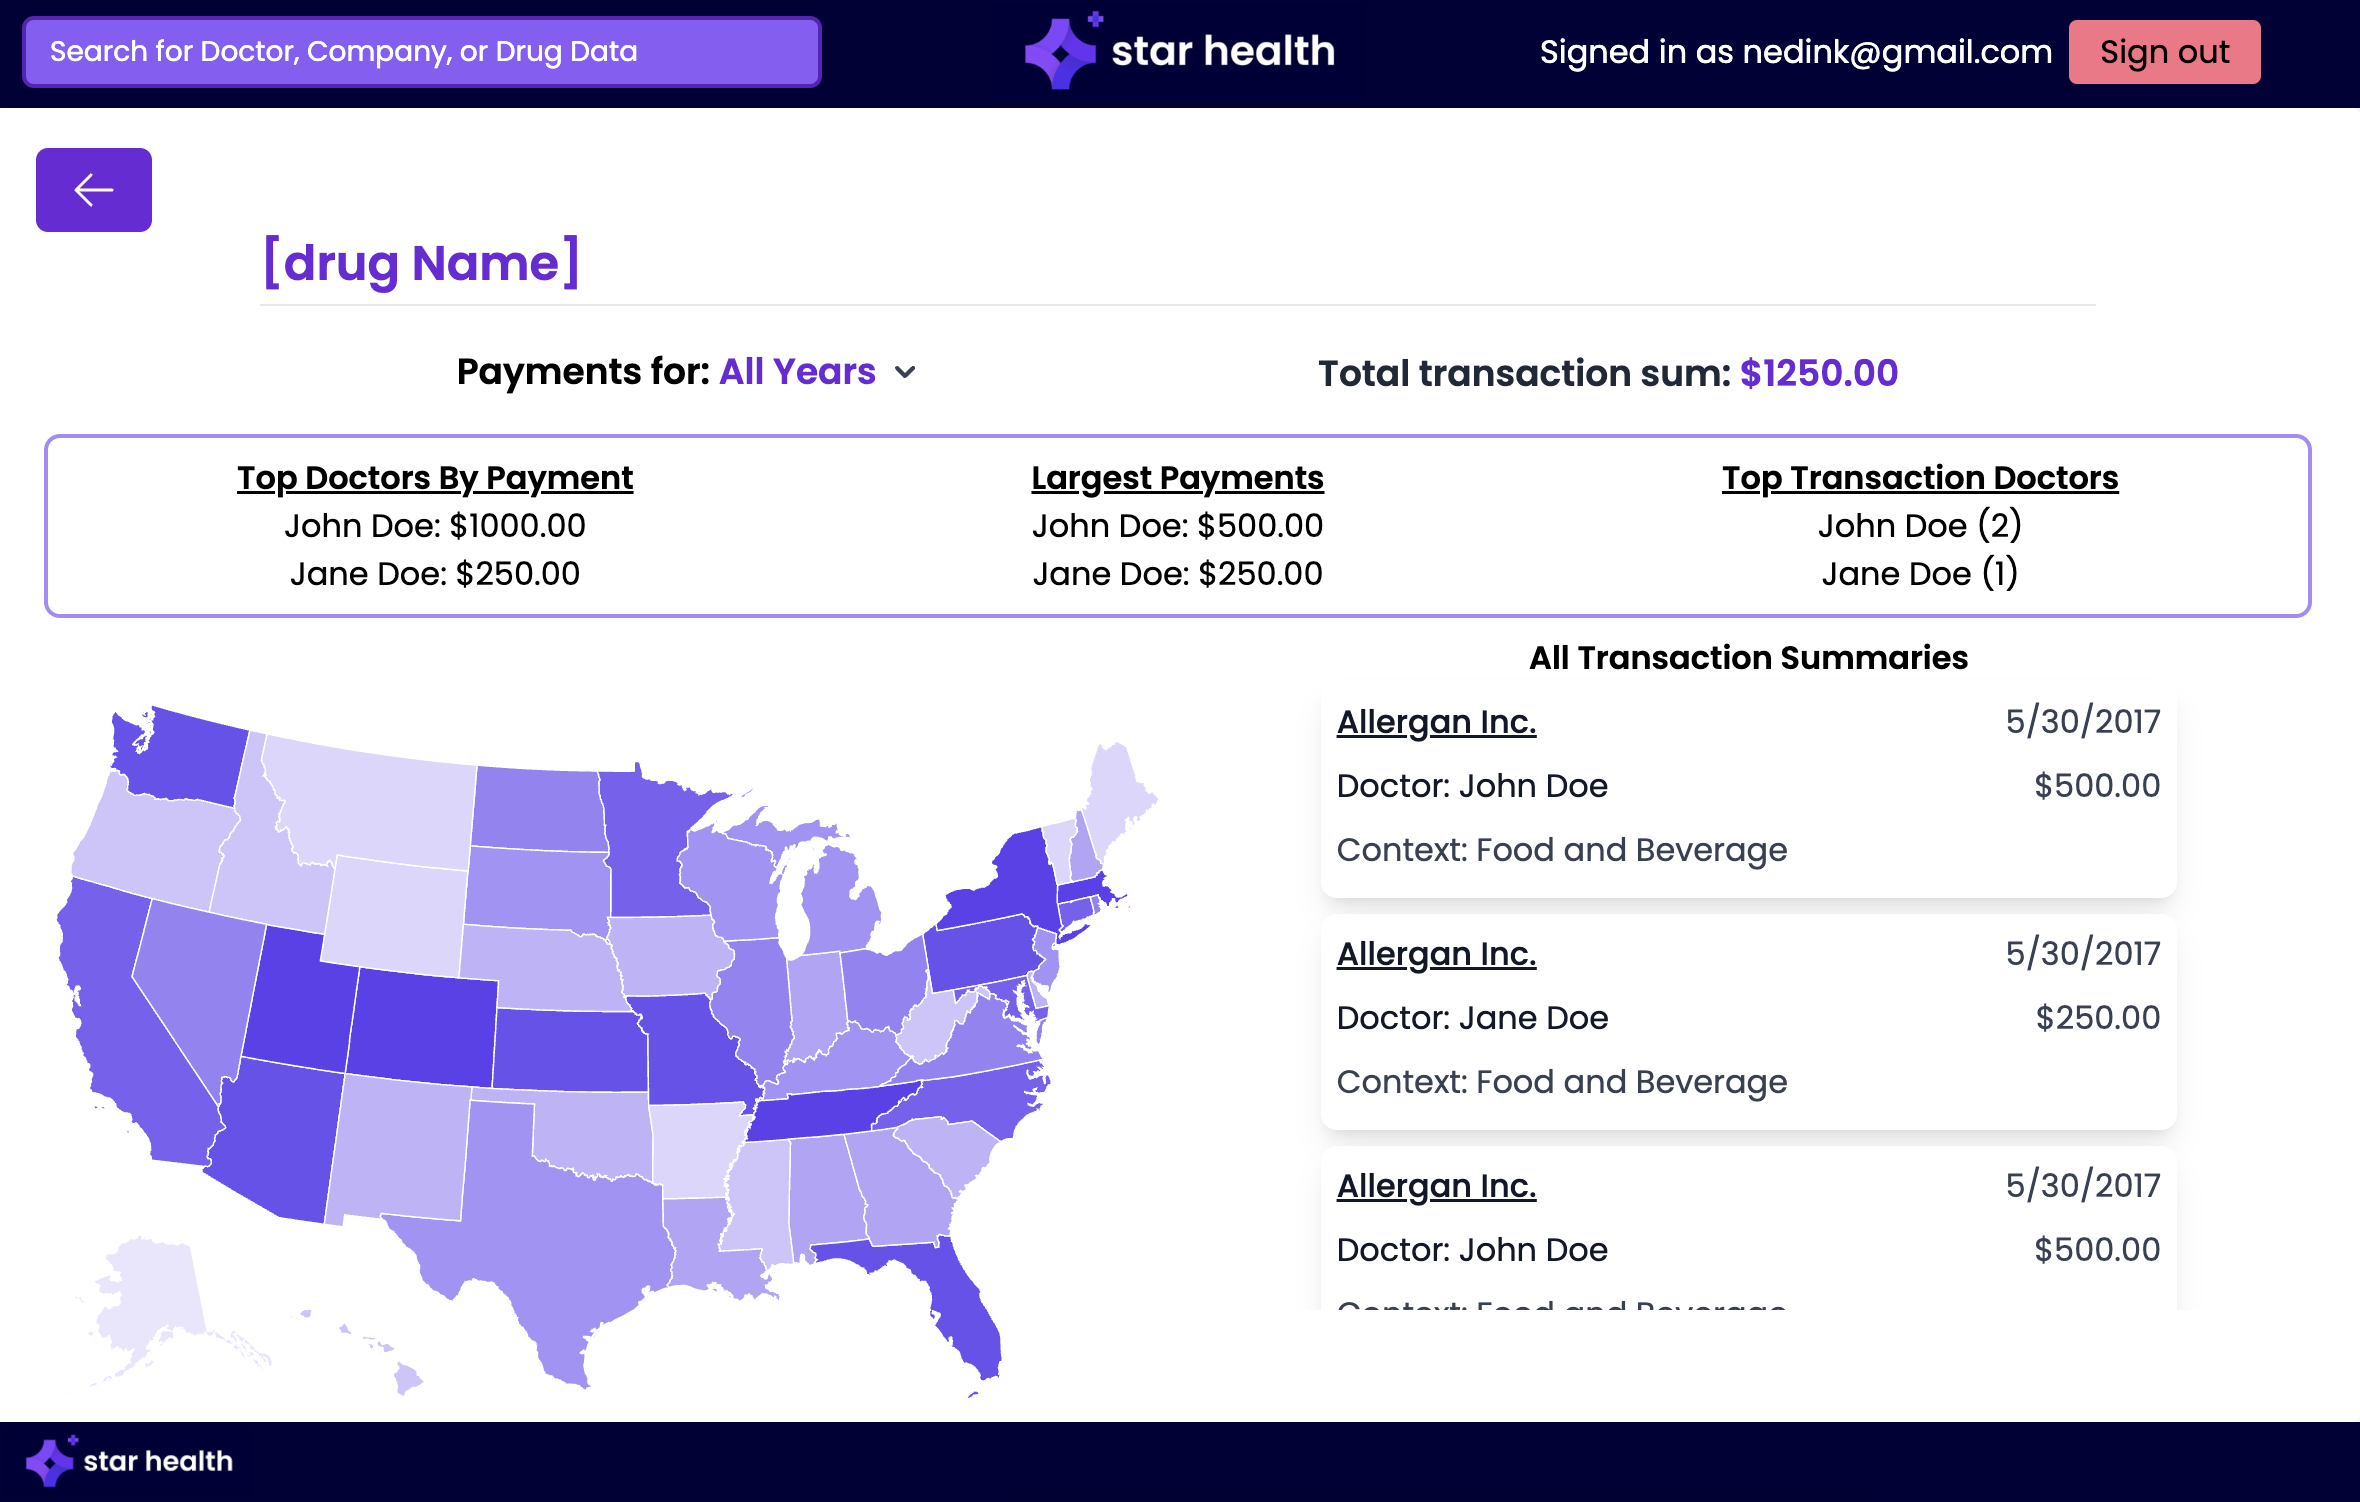 Search for Doctor, Company, or Drug Data
star health
Signed in as nedink@gmail.com
Sign out
[drug Name]
Payments for: All Years
Total transaction sum: $1250.00
Top Doctors By Payment
John Doe: $1000.00
Jane Doe: $250.00
Largest Payments
John Doe: $500.00
Jane Doe: $250.00
Top Transaction Doctors
John Doe (2)
Jane Doe (1)
All Transaction Summaries
Allergan Inc. 5/30/2017
Doctor: John Doe $500.00
Context: Food and Beverage
Allergan Inc. 5/30/2017
Doctor: Jane Doe $250.00
Context: Food and Beverage
Allergan Inc. 5/30/2017
Doctor: John Doe $500.00
Context: Food and Beverage
star health